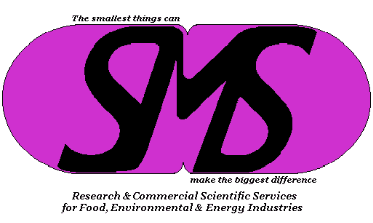 The smallest things can
SMS
make the biggest difference
Research & Commercial Scientific Services
for Food, Environmental & Energy Industries